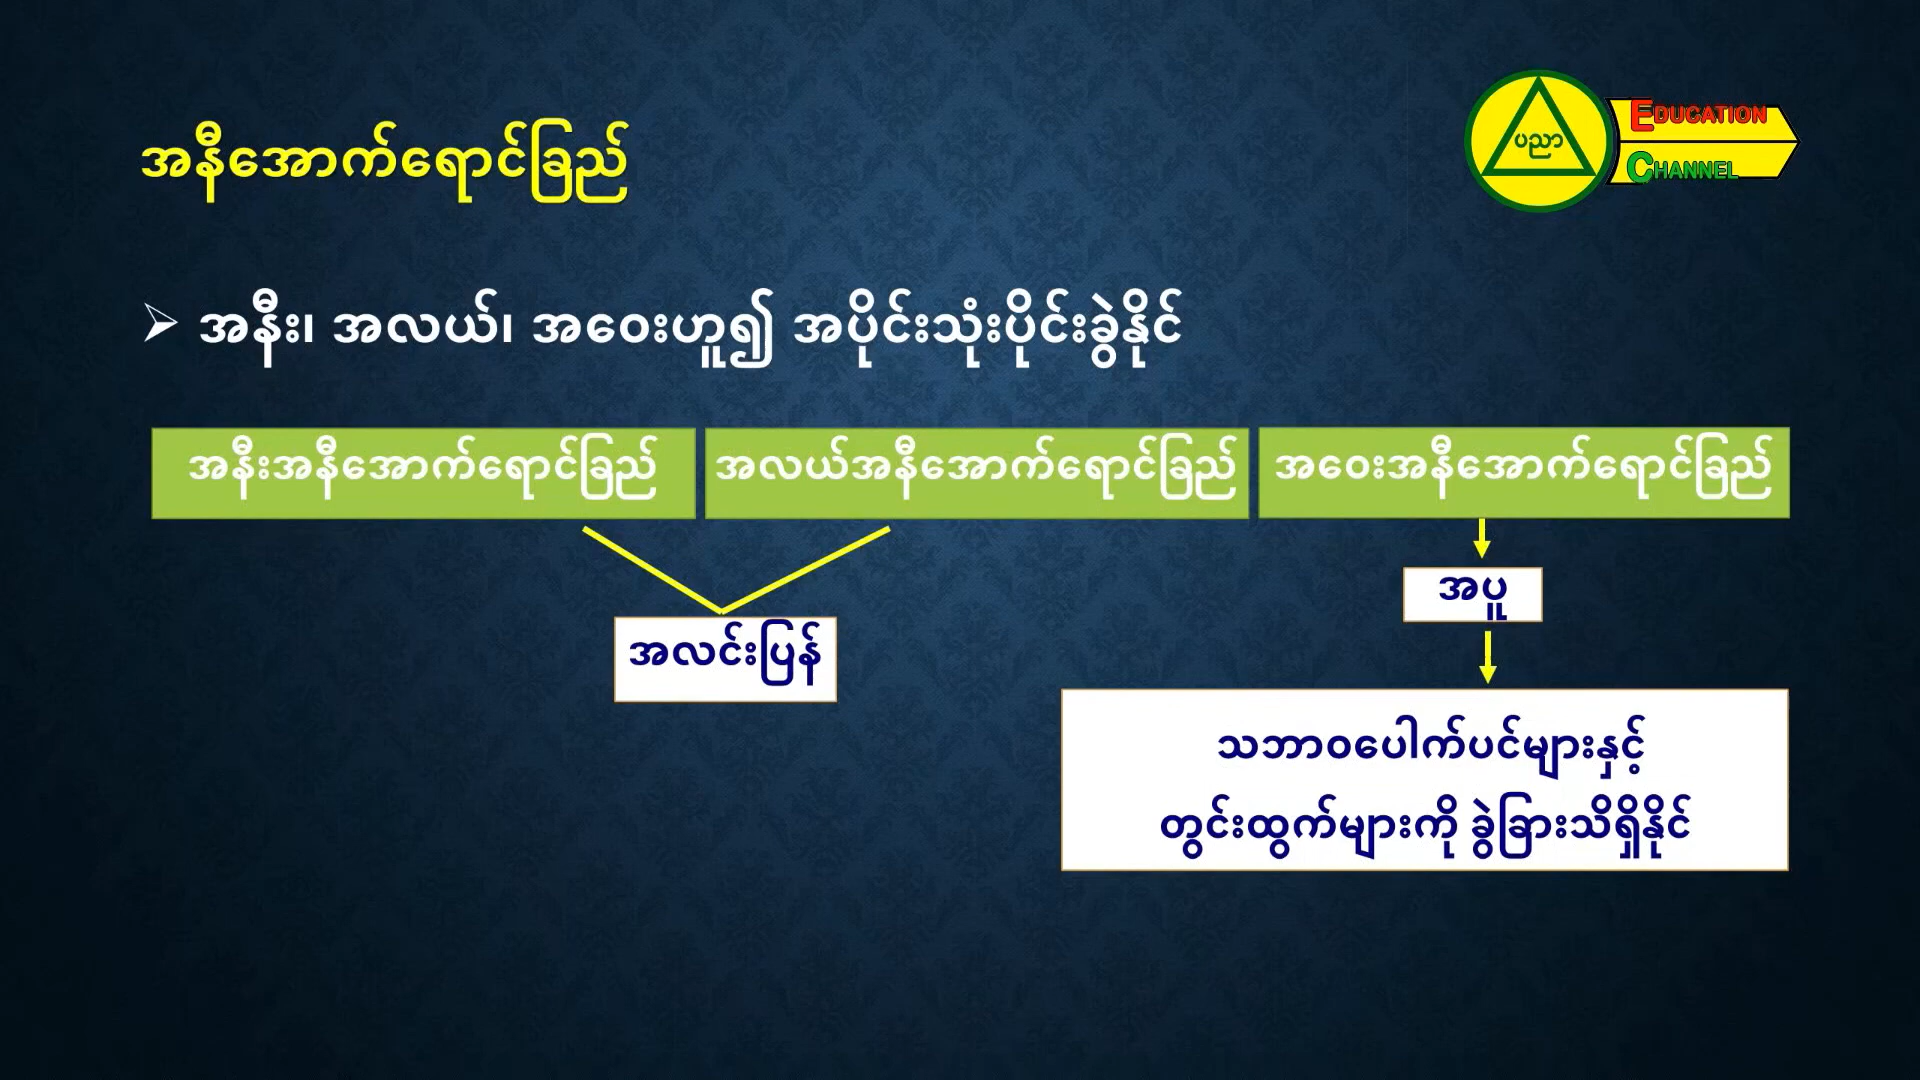 ပညာ
EDUCATION
CHANNEL
အနီအောက်ရောင်ခြည်
➢ အနီး၊ အလယ်၊ အဝေးဟူ၍ အပိုင်းသုံးပိုင်းခွဲနိုင်
အနီးအနီအောက်ရောင်ခြည်
အလယ်အနီအောက်ရောင်ခြည်
အဝေးအနီအောက်ရောင်ခြည်
အလင်းပြန်
အပူ
သဘာဝပေါက်ပင်များနှင့်
တွင်းထွက်များကို ခွဲခြားသိရှိနိုင်